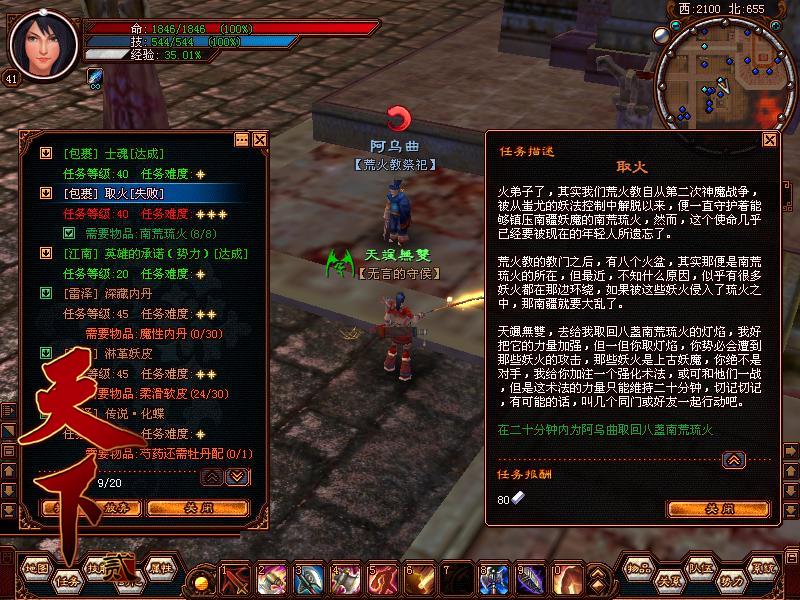 西:2100 北:655
命: 1846/1846 (100%)
技: 544/544 (100%)
经验: 35.01%
41
阿乌曲
【荒火教祭祀】
天飒無雙
【无言的守侯】
[包裹] 士魂[达成]
任务等级:40 任务难度:
[包裹] 取火[失败]
任务等级:40 任务难度:
需要物品:南荒琉火(8/8)
[江南] 英雄的承诺(势力)[达成]
任务等级:20 任务难度:
[雷泽] 深藏内丹
任务等级:45 任务难度:
需要物品:魔性内丹(0/30)
淋革妖皮
等级:45 任务难度:
要物品:柔滑软皮(24/30)
传说·化蝶
任务难度:
需要物品:芍药还需牡丹配(0/1)
9/20
放弃
关闭
任务描述
取火
火弟子了，其实我们荒火教自从第二次神魔战争，
被从蚩尤的妖法控制中解脱以来，便一直守护着能
够镇压南疆妖魔的南荒琉火，然而，这个使命几乎
已经要被现在的年轻人所遗忘了。
荒火教的教门之后，有八个火盆，其实那便是南荒
琉火的所在，但最近，不知什么原因，似乎有很多
妖火都在那边环绕，如果被这些妖火侵入了琉火之
中，那南疆就要大乱了。
天飒無雙，去给我取回八盏南荒琉火的灯焰，我好
把它的力量加强，但一但你取灯焰，你势必会遭到
那些妖火的攻击，那些妖火是上古妖魔，你绝不是
对手，我给你加注一个强化术法，或可和他们一战
，但是这术法的力量只能维持二十分钟，切记切记
，有可能的话，叫几个同门或好友一起行动吧。
在二十分钟内为阿乌曲取回八盏南荒琉火
任务报酬
80
关闭
天下
贰
地图
任务
属性
1 2 3 4 5 6 7 8 9 0
物品
关系
队伍
势力
系统